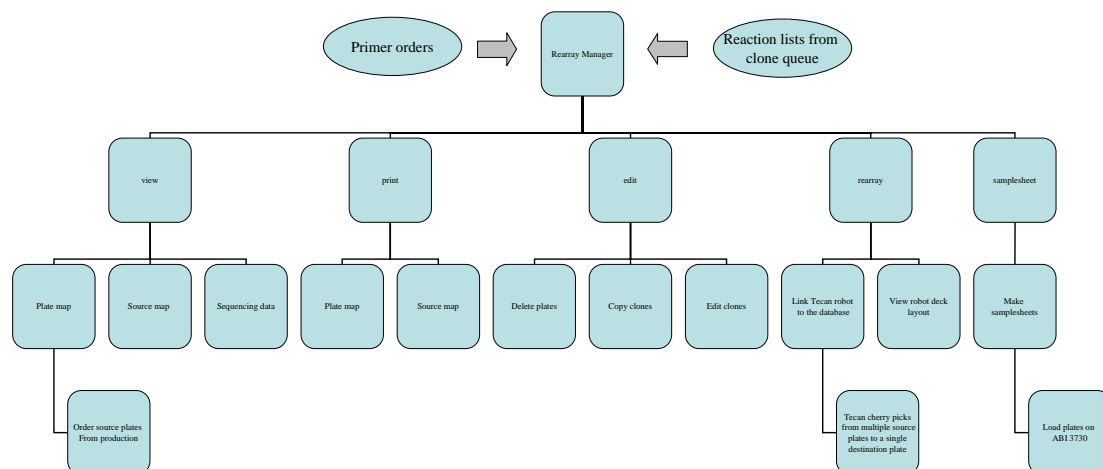 Primer orders
Rearray Manager
Reaction lists from
clone queue
view
print
edit
rearray
samplesheet
Plate map
Source map
Sequencing data
Plate map
Source map
Delete plates
Copy clones
Edit clones
Link Tecan robot
to the database
View robot deck
layout
Make
samplesheets
Order source plates
From production
Tecan cherry picks
from multiple source
plates to a single
destination plate
Load plates on
ABI 3730